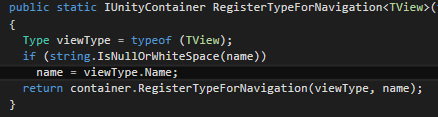 public static IUnityContainer RegisterTypeForNavigation<TView>(
{
Type viewType = typeof (TView);
if (string.IsNullOrWhiteSpace(name))
name = viewType.Name;
return container.RegisterTypeForNavigation(viewType, name);
}